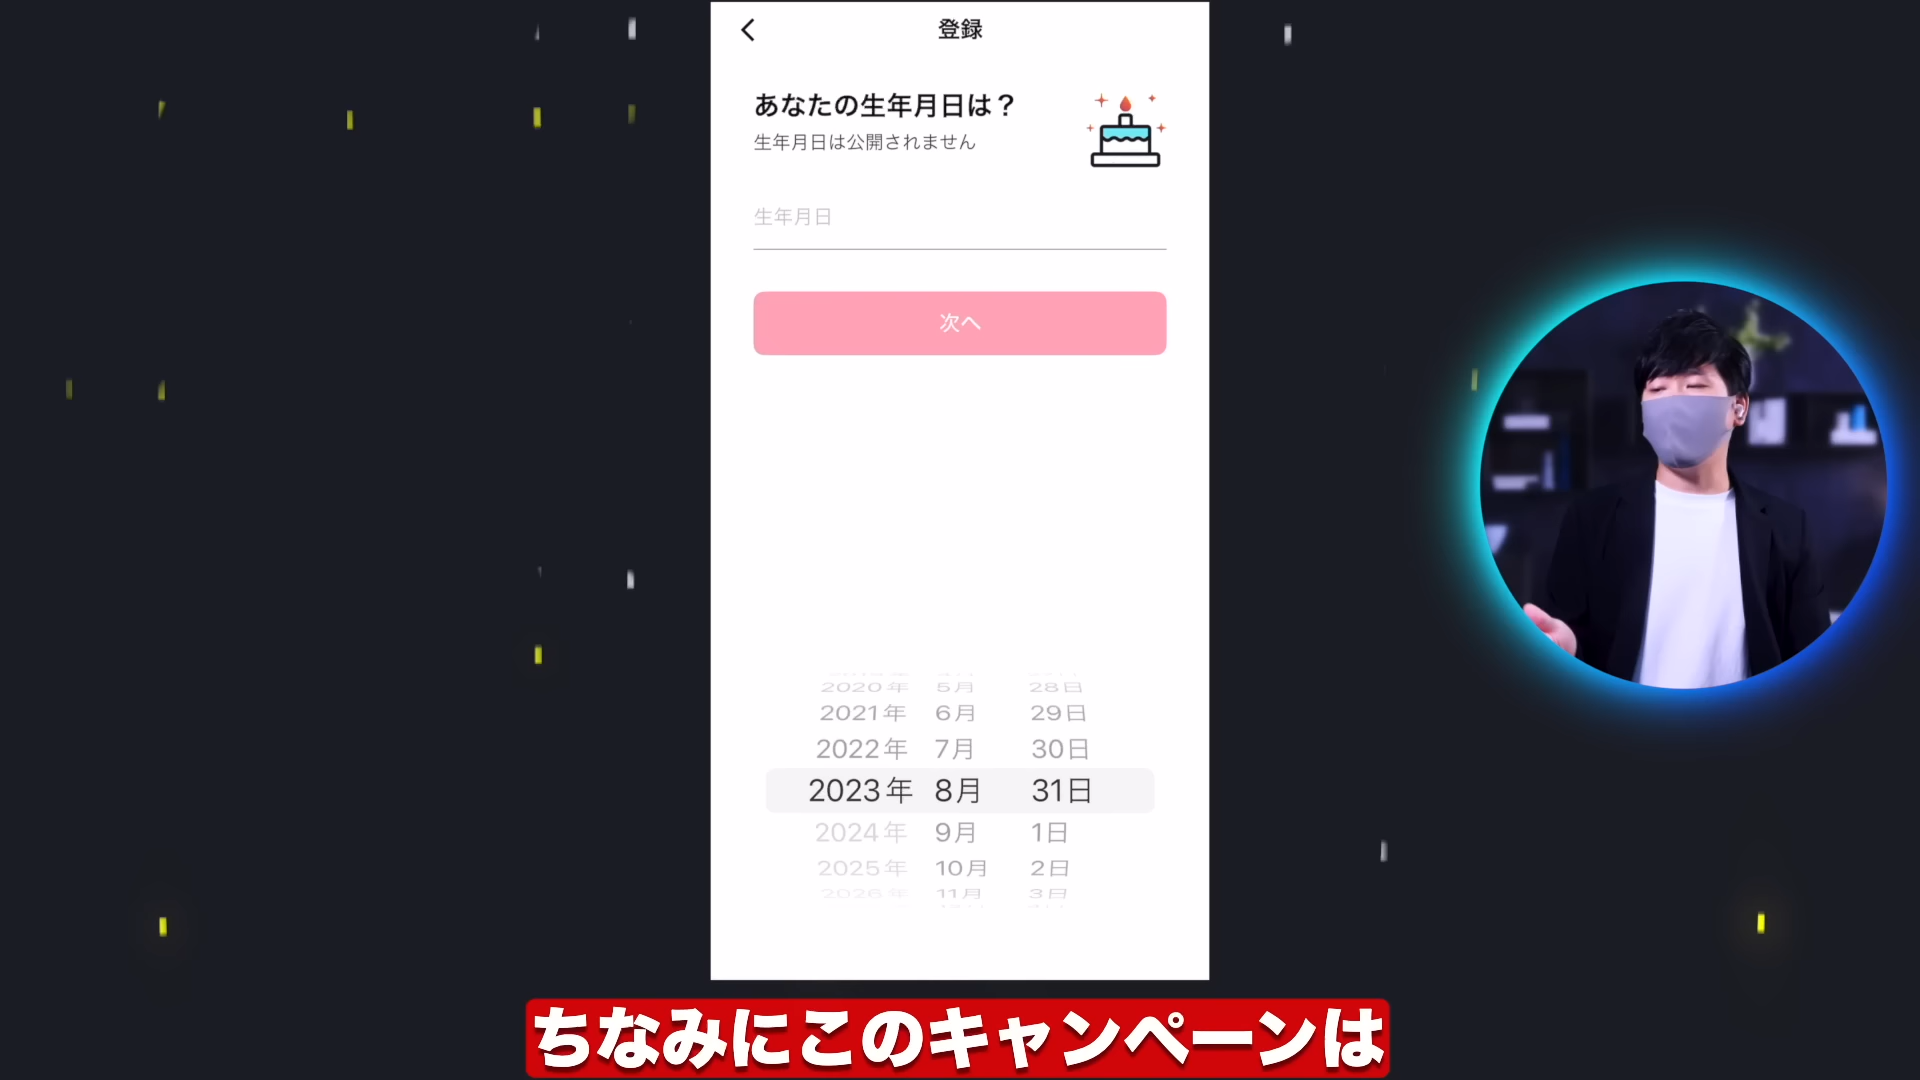 登録
あなたの生年月日は？
生年月日は公開されません
生年月日
次へ
2020年 5月 28日
2021年 6月 29日
2022年 7月 30日
2023年 8月 31日
2024年 9月 1日
2025年 10月 2日
2026年 11月 3日
ちなみにこのキャンペーンは